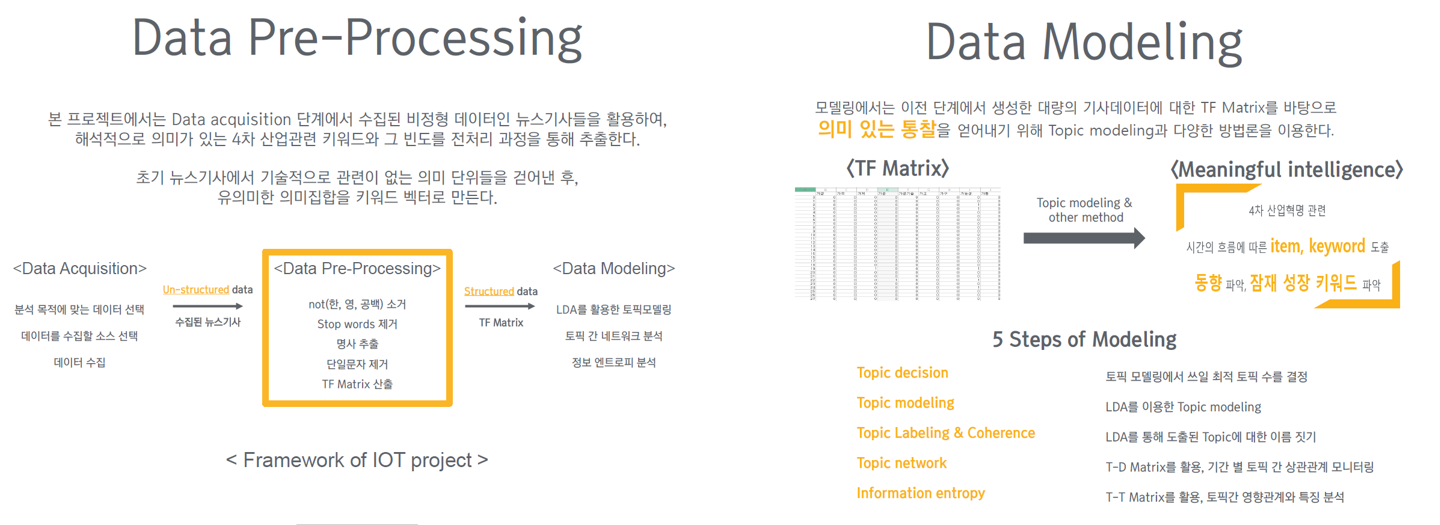 Data Pre-Processing
본 프로젝트에서는 Data acquisition 단계에서 수집된 비정형 데이터인 뉴스기사들을 활용하여,
해석적으로 의미가 있는 4차 산업관련 키워드와 그 빈도를 전처리 과정을 통해 추출한다.
초기 뉴스기사에서 기술적으로 관련이 없는 의미 단위들을 걷어낸 후,
유의미한 의미집합을 키워드 벡터로 만든다.
<Data Acquisition>
분석 목적에 맞는 데이터 선택
데이터를 수집할 소스 선택
데이터 수집
Un-structured data
수집된 뉴스기사
<Data Pre-Processing>
not(한, 영, 공백) 소거
Stop words 제거
명사 추출
단일문자 제거
TF Matrix 산출
Structured data
TF Matrix
<Data Modeling>
LDA를 활용한 토픽모델링
토픽 간 네트워크 분석
정보 엔트로피 분석
< Framework of IOT project >
Data Modeling
모델링에서는 이전 단계에서 생성한 대량의 기사데이터에 대한 TF Matrix를 바탕으로
의미 있는 통찰을 얻어내기 위해 Topic modeling과 다양한 방법론을 이용한다.
<TF Matrix>
Topic modeling &
other method
<Meaningful intelligence>
4차 산업혁명 관련
시간의 흐름에 따른 item, keyword 도출
동향 파악, 잠재 성장 키워드 파악
5 Steps of Modeling
Topic decision
토픽 모델링에서 쓰일 최적 토픽 수를 결정
Topic modeling
LDA를 이용한 Topic modeling
Topic Labeling & Coherence
LDA를 통해 도출된 Topic에 대한 이름 짓기
Topic network
T-D Matrix를 활용, 기간 별 토픽 간 상관관계 모니터링
Information entropy
T-T Matrix를 활용, 토픽간 영향관계와 특징 분석